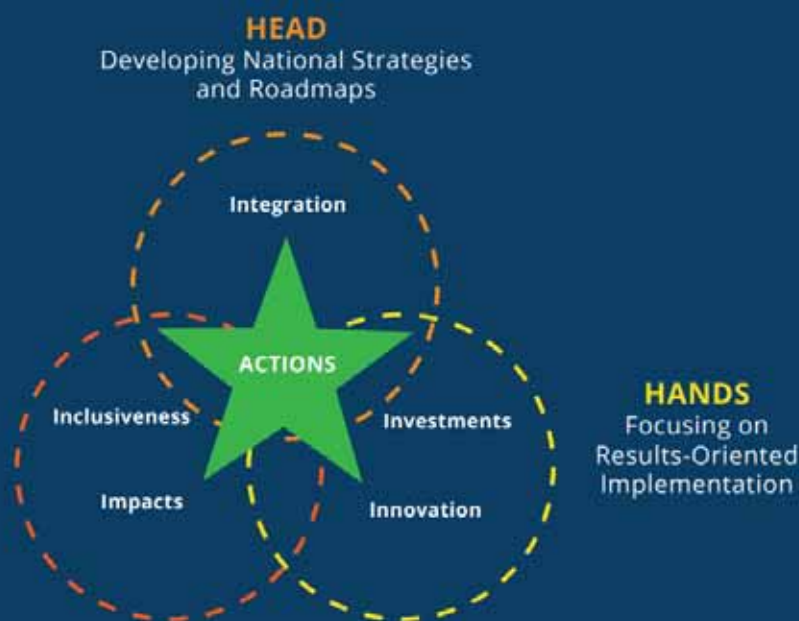 HEAD
Developing National Strategies
and Roadmaps
Integration
ACTIONS
Inclusiveness
Investments
Impacts
Innovation
HANDS
Focusing on
Results-Oriented
Implementation